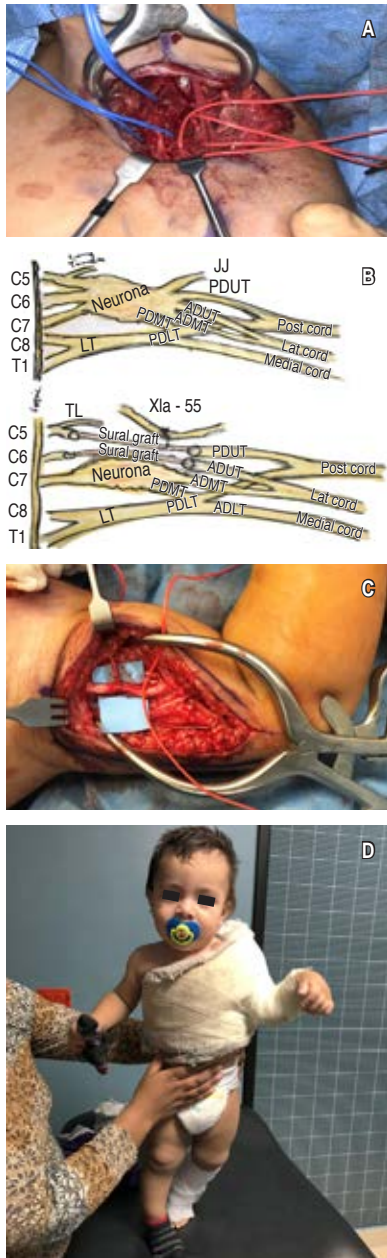 A
B
JJ
PDUT
C5
C6
C7
C8
T1
Neurona
ADUT
ADMT
PDMT
PDLT
LT
Post cord
Lat cord
Medial cord
TL
XIa - 55
C5
C6
C7
C8
T1
Sural graft
Sural graft
Neurona
PDUT
ADUT
ADMT
PDMT
PDLT
ADLT
LT
Post cord
Lat cord
Medial cord
C
D